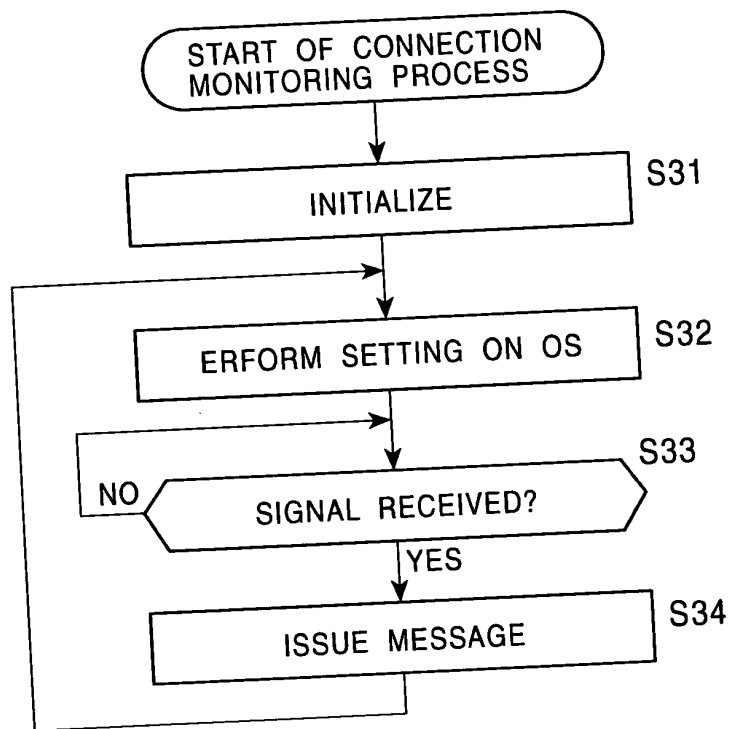 START OF CONNECTION
MONITORING PROCESS
INITIALIZE
S31
ERFORM SETTING ON OS
S32
SIGNAL RECEIVED?
S33
NO
YES
ISSUE MESSAGE
S34